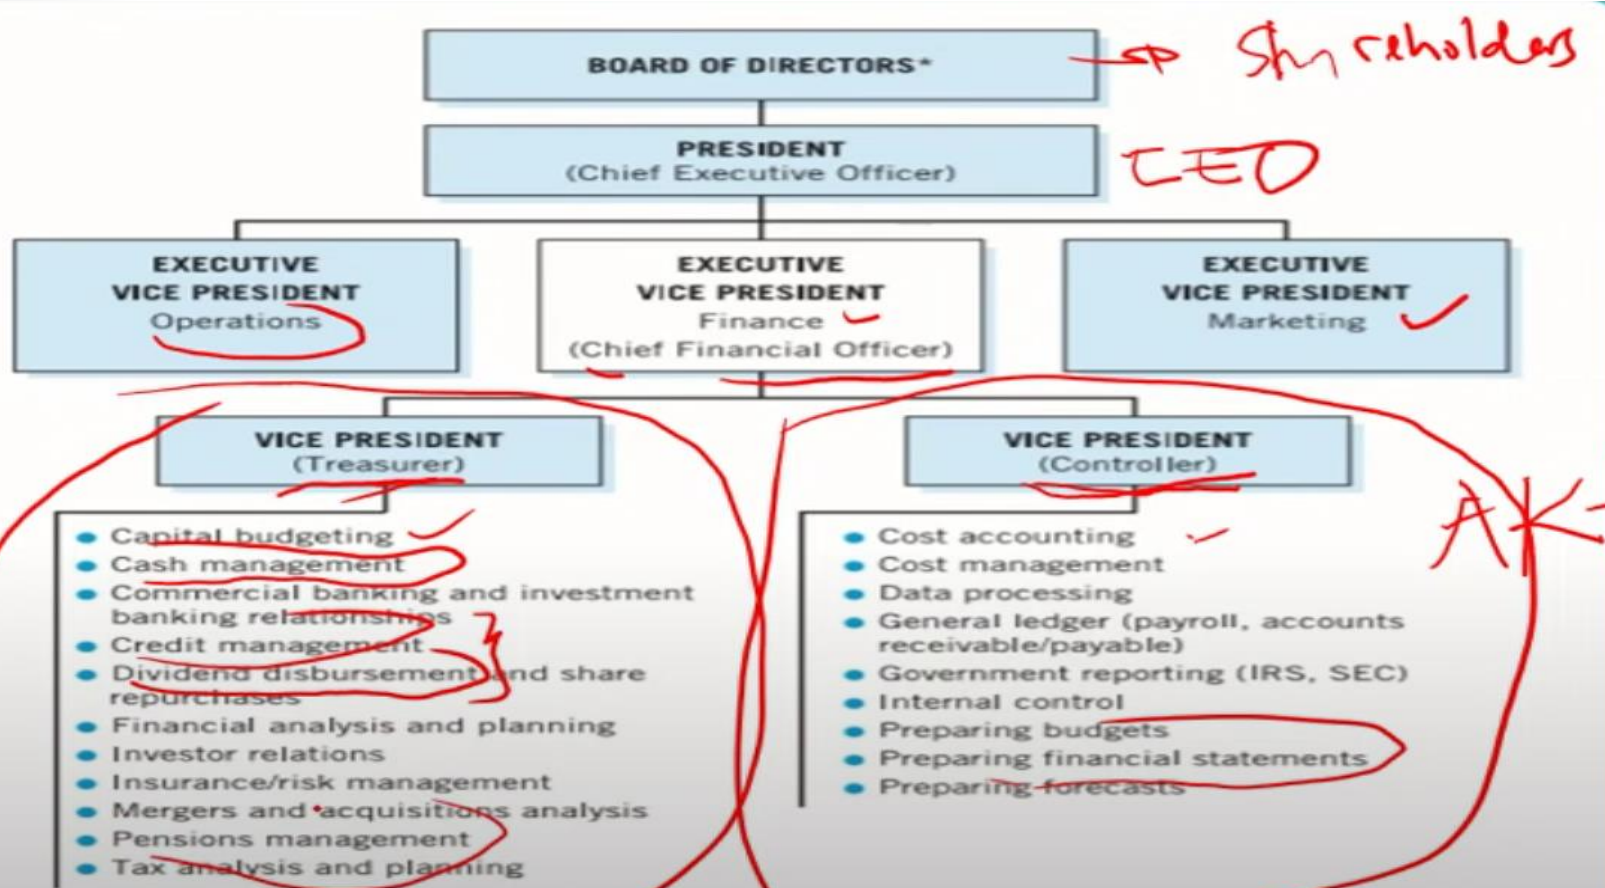 BOARD OF DIRECTORS*
Shareholders
PRESIDENT
(Chief Executive Officer)
CEO
EXECUTIVE
VICE PRESIDENT
Operations
EXECUTIVE
VICE PRESIDENT
Finance
(Chief Financial Officer)
EXECUTIVE
VICE PRESIDENT
Marketing
VICE PRESIDENT
(Treasurer)
• Capital budgeting
• Cash management
• Commercial banking and investment
banking relationships
• Credit management
• Dividend disbursement and share
repurchases
• Financial analysis and planning
• Investor relations
• Insurance/risk management
• Mergers and acquisitions analysis
• Pensions management
• Tax analysis and planning
VICE PRESIDENT
(Controller)
• Cost accounting
• Cost management
• Data processing
• General ledger (payroll, accounts
receivable/payable)
• Government reporting (IRS, SEC)
• Internal control
• Preparing budgets
• Preparing financial statements
• Preparing forecasts